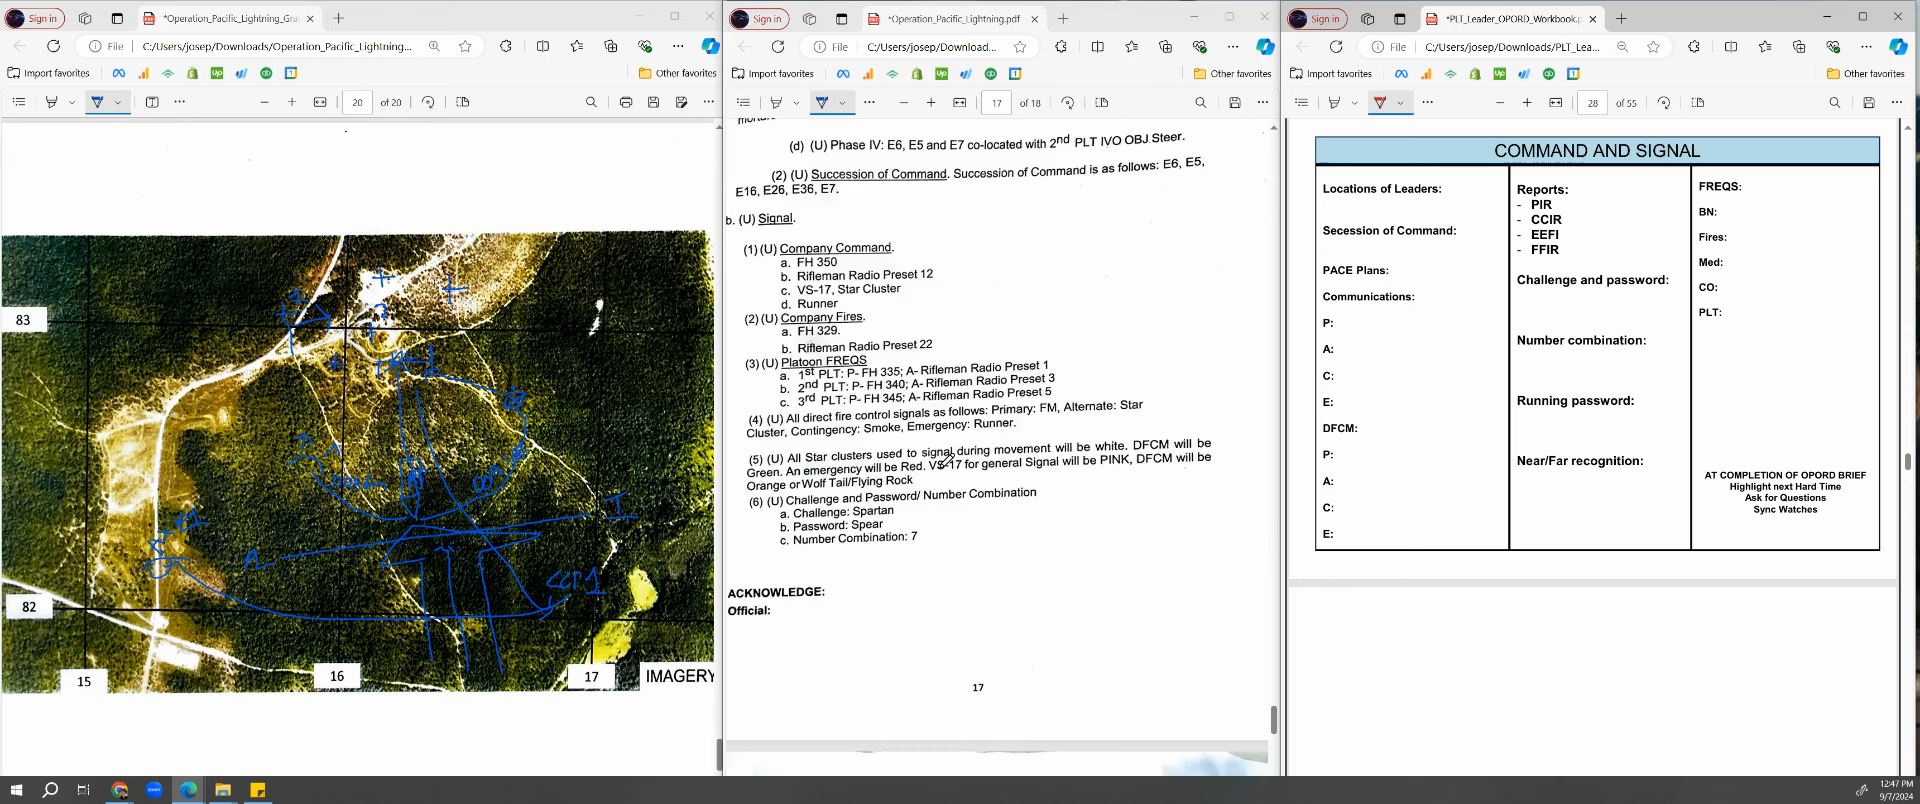 Sign in
*Operation_Pacific_Lightning_Gra
File
C:/Users/josep/Downloads/Operation_Pacific_Lightning...
Import favorites
Other favorites
20 of 20
83
82
15
16
17
IMAGERY
A
T
CCP1
Sign in
*Operation_Pacific_Lightning.pdf
File
C:/Users/josep/Download...
Import favorites
Other favorites
17 of 18
(d) (U) Phase IV: E6, E5 and E7 co-located with 2nd PLT IVO OBJ Steer.
(2) (U) Succession of Command. Succession of Command is as follows: E6, E5,
E16, E26, E36, E7.
b. (U) Signal.
(1) (U) Company Command.
a. FH 350
b. Rifleman Radio Preset 12
c. VS-17, Star Cluster
d. Runner
(2) (U) Company Fires.
a. FH 329.
b. Rifleman Radio Preset 22
(3) (U) Platoon FREQS
a. 1st PLT: P- FH 335; A- Rifleman Radio Preset 1
b. 2nd PLT: P- FH 340; A- Rifleman Radio Preset 3
c. 3rd PLT: P- FH 345; A- Rifleman Radio Preset 5
(4) (U) All direct fire control signals as follows: Primary: FM, Alternate: Star
Cluster, Contingency: Smoke, Emergency: Runner.
(5) (U) All Star clusters used to signal during movement will be white. DFCM will be
Green. An emergency will be Red. VS-17 for general Signal will be PINK, DFCM will be
Orange or Wolf Tail/Flying Rock
(6) (U) Challenge and Password/ Number Combination
a. Challenge: Spartan
b. Password: Spear
c. Number Combination: 7
ACKNOWLEDGE:
Official:
17
Sign in
*PLT_Leader_OPORD_Workbook.p
File
C:/Users/josep/Downloads/PLT_Lea...
Import favorites
Other favorites
28 of 55
COMMAND AND SIGNAL
Locations of Leaders:
Secession of Command:
PACE Plans:
Communications:
P:
A:
C:
E:
DFCM:
P:
A:
C:
E:
Reports:
- PIR
- CCIR
- EEFI
- FFIR
Challenge and password:
Number combination:
Running password:
Near/Far recognition:
FREQS:
BN:
Fires:
Med:
CO:
PLT:
AT COMPLETION OF OPORD BRIEF
Highlight next Hard Time
Ask for Questions
Sync Watches
12:47 PM
9/7/2024